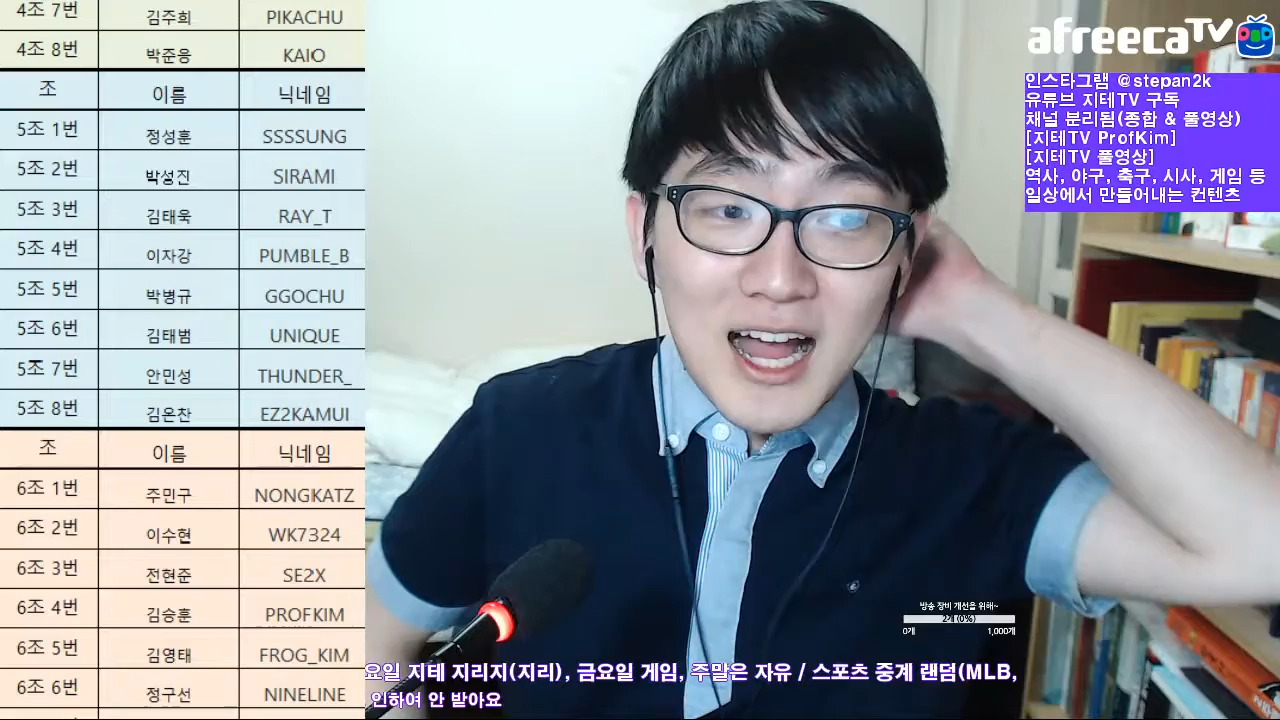 4조 7번 김주희 PIKACHU
4조 8번 박준응 KAIO
조 이름 닉네임
5조 1번 정성훈 SSSSUNG
5조 2번 박성진 SIRAMI
5조 3번 김태욱 RAY_T
5조 4번 이자강 PUMBLE_B
5조 5번 박병규 GGOCHU
5조 6번 김태범 UNIQUE
5조 7번 안민성 THUNDER_
5조 8번 김온찬 EZ2KAMUI
조 이름 닉네임
6조 1번 주민구 NONGKATZ
6조 2번 이수현 WK7324
6조 3번 전현준 SE2X
6조 4번 김승훈 PROFKIM
6조 5번 김영태 FROG_KIM
6조 6번 정구선 NINELINE
afreecaTV
인스타그램 @stepan2k
유튜브 지테TV 구독
채널 분리됨(종합 & 풀영상)
[지테TV ProfKim]
[지테TV 풀영상]
역사, 야구, 축구, 시사, 게임 등
일상에서 만들어내는 컨텐츠
방송 장비 개선을 위해~
2개 (0%)
0개 1,000개
요일 지테 지리지(지리), 금요일 게임, 주말은 자유 / 스포츠 중계 랜덤(MLB,
인하여 안 받아요